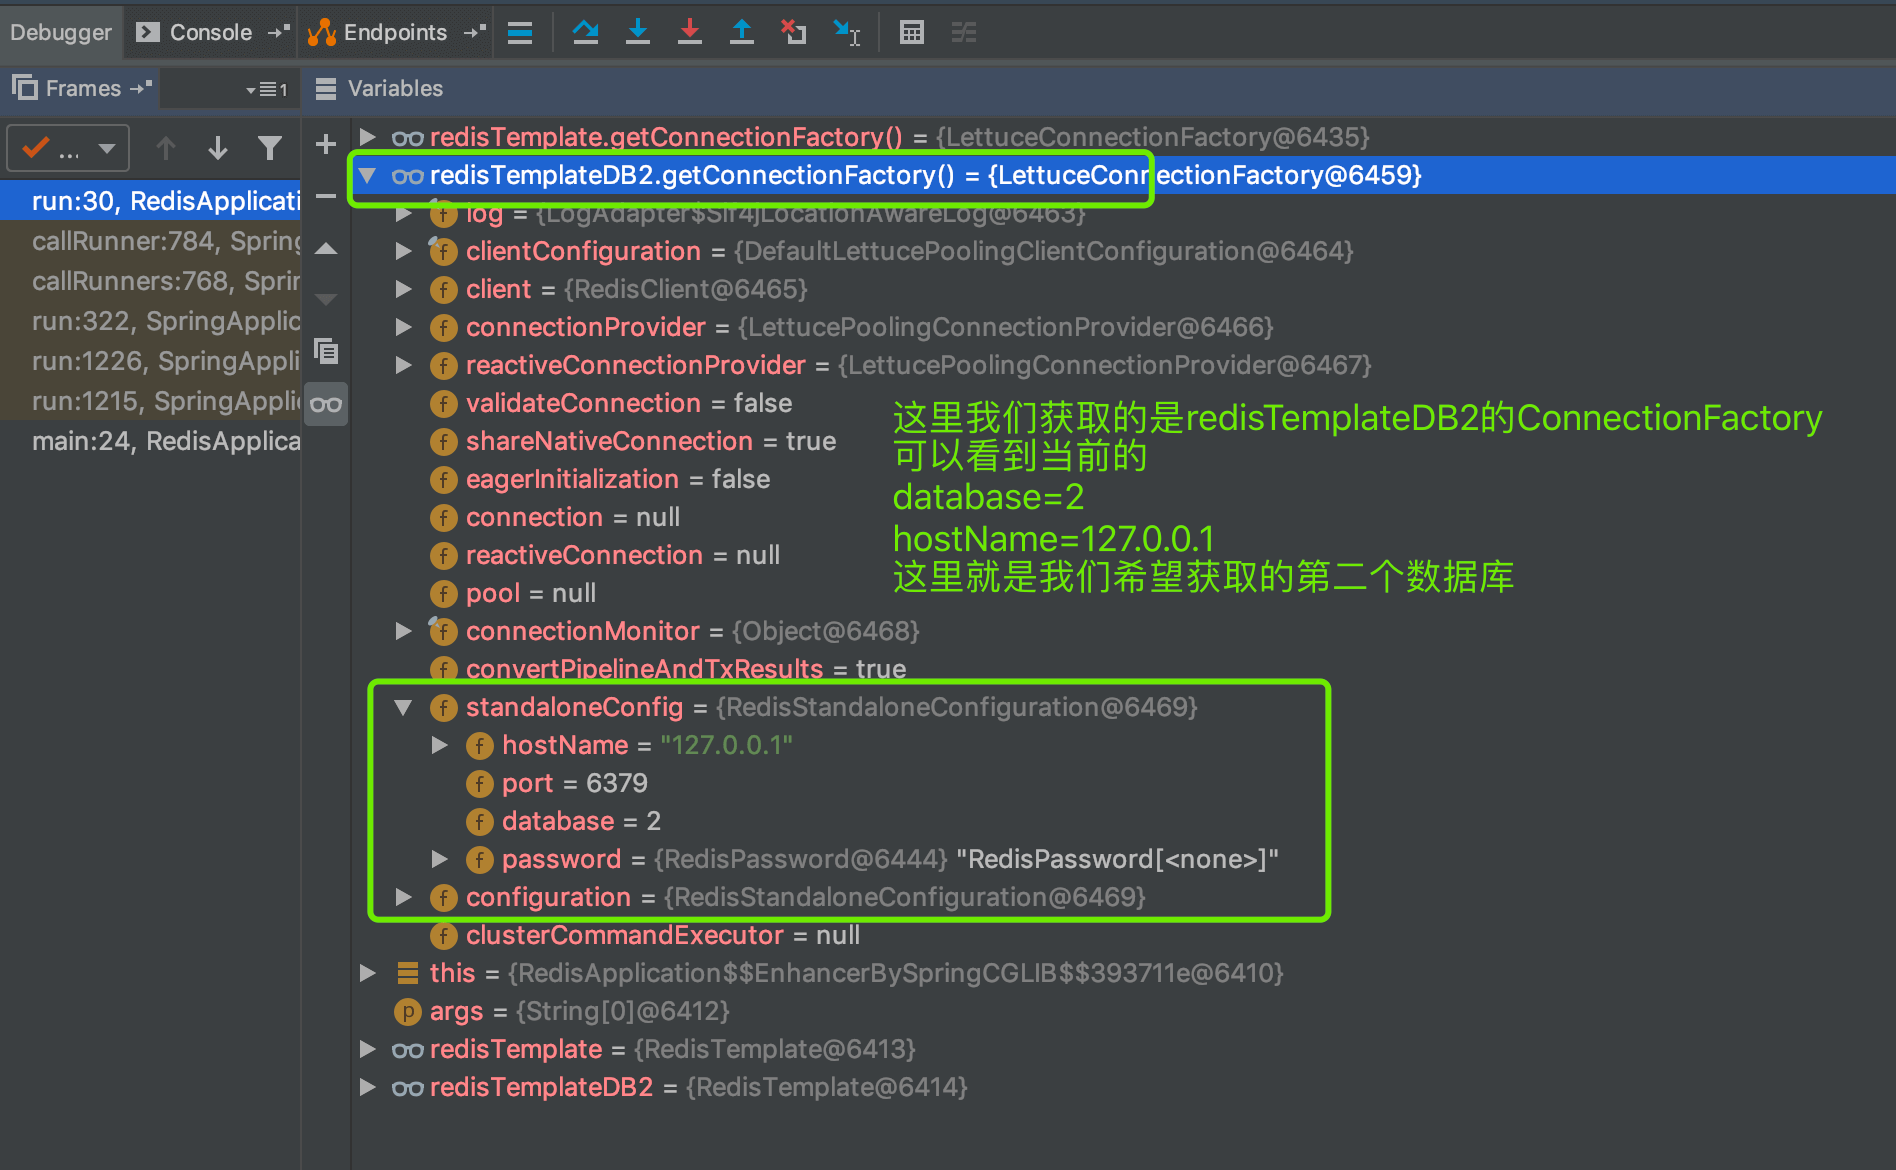 Debugger Console Endpoints
Frames 1 Variables
... 
run:30, RedisApplicati
callRunner:784, Spring
callRunners:768, Sprin
run:322, SpringApplic
run:1226, SpringAppli
run:1215, SpringApplic
main:24, RedisApplica
redisTemplate.getConnectionFactory() = {LettuceConnectionFactory@6435}
redisTemplateDB2.getConnectionFactory() = {LettuceConnectionFactory@6459}
log = {LogAdapter$Slf4jLocationAwareLog@6463}
clientConfiguration = {DefaultLettucePoolingClientConfiguration@6464}
client = {RedisClient@6465}
connectionProvider = {LettucePoolingConnectionProvider@6466}
reactiveConnectionProvider = {LettucePoolingConnectionProvider@6467}
validateConnection = false
shareNativeConnection = true
eagerInitialization = false
connection = null
reactiveConnection = null
pool = null
connectionMonitor = {Object@6468}
convertPipelineAndTxResults = true
standaloneConfig = {RedisStandaloneConfiguration@6469}
hostName = "127.0.0.1"
port = 6379
database = 2
password = {RedisPassword@6444} "RedisPassword[<none>]"
configuration = {RedisStandaloneConfiguration@6469}
clusterCommandExecutor = null
this = {RedisApplication$$EnhancerBySpringCGLIB$$393711e@6410}
args = {String[0]@6412}
redisTemplate = {RedisTemplate@6413}
redisTemplateDB2 = {RedisTemplate@6414}
这里我们获取的是redisTemplateDB2的ConnectionFactory
可以看到当前的
database=2
hostName=127.0.0.1
这里就是我们希望获取的第二个数据库